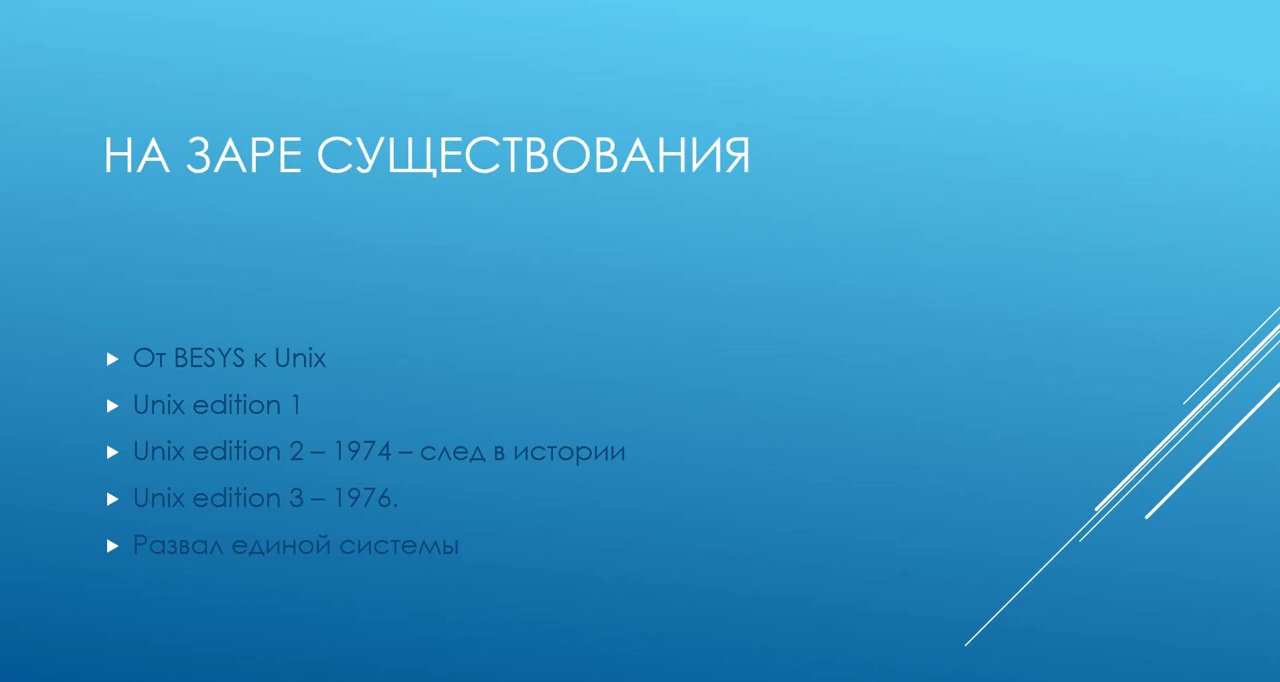 НА ЗАРЕ СУЩЕСТВОВАНИЯ
От BESYS к Unix
Unix edition 1
Unix edition 2 – 1974 – след в истории
Unix edition 3 – 1976.
Развал единой системы